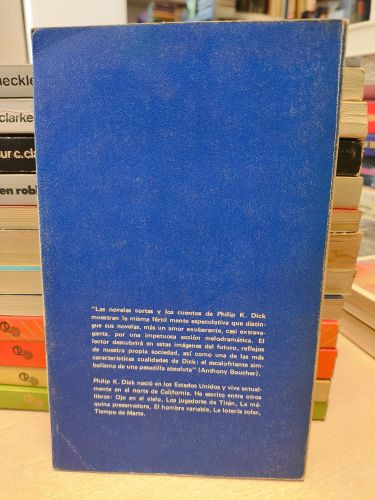 eckle
clarke
ur c.cla
en robi
"Las novelas cortas y los cuentos de Philip K. Dick
muestran la misma fértil mente especulativa que distin-
gue sus novelas, más un amor exuberante, casi extrava-
gante, por una impetuosa acción melodramática. El
lector descubrirá en estas imágenes del futuro, reflejos
de nuestra propia sociedad, así como una de las más
características cualidades de Dick: el escalofriante sim-
bolismo de una pesadilla absoluta" (Anthony Boucher).
Philip K. Dick nació en los Estados Unidos y vive actual-
mente en el norte de California. Ha escrito entre otros
libros: Ojo en el cielo, Los jugadores de Titán, La má-
quina preservadora, El hombre variable, La lotería solar,
Tiempo de Marte.